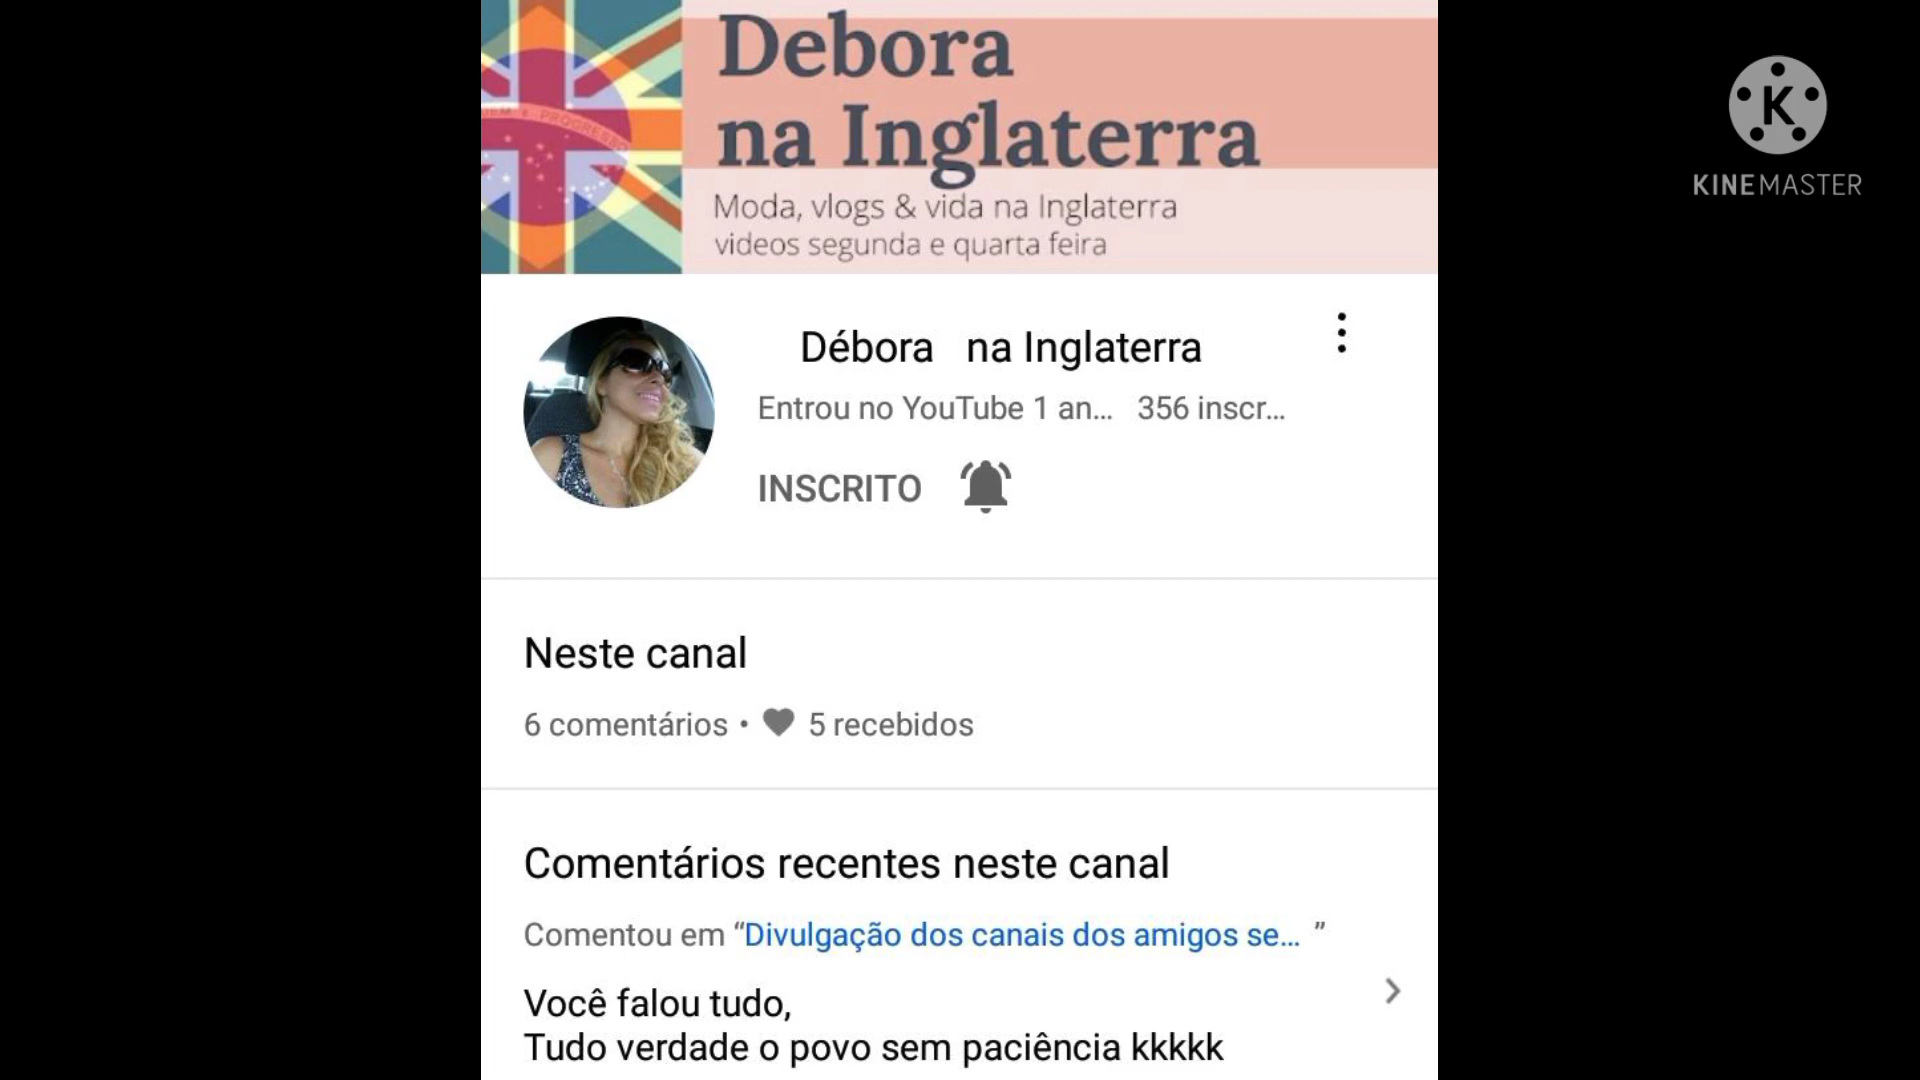 Debora
na Inglaterra
Moda, vlogs & vida na Inglaterra
videos segunda e quarta feira
PROGRESSO
K
KINEMASTER
Débora na Inglaterra
Entrou no YouTube 1 an... 356 inscr...
INSCRITO
Neste canal
6 comentários • 5 recebidos
Comentários recentes neste canal
Comentou em “Divulgação dos canais dos amigos se... ”
Você falou tudo,
Tudo verdade o povo sem paciência kkkkk